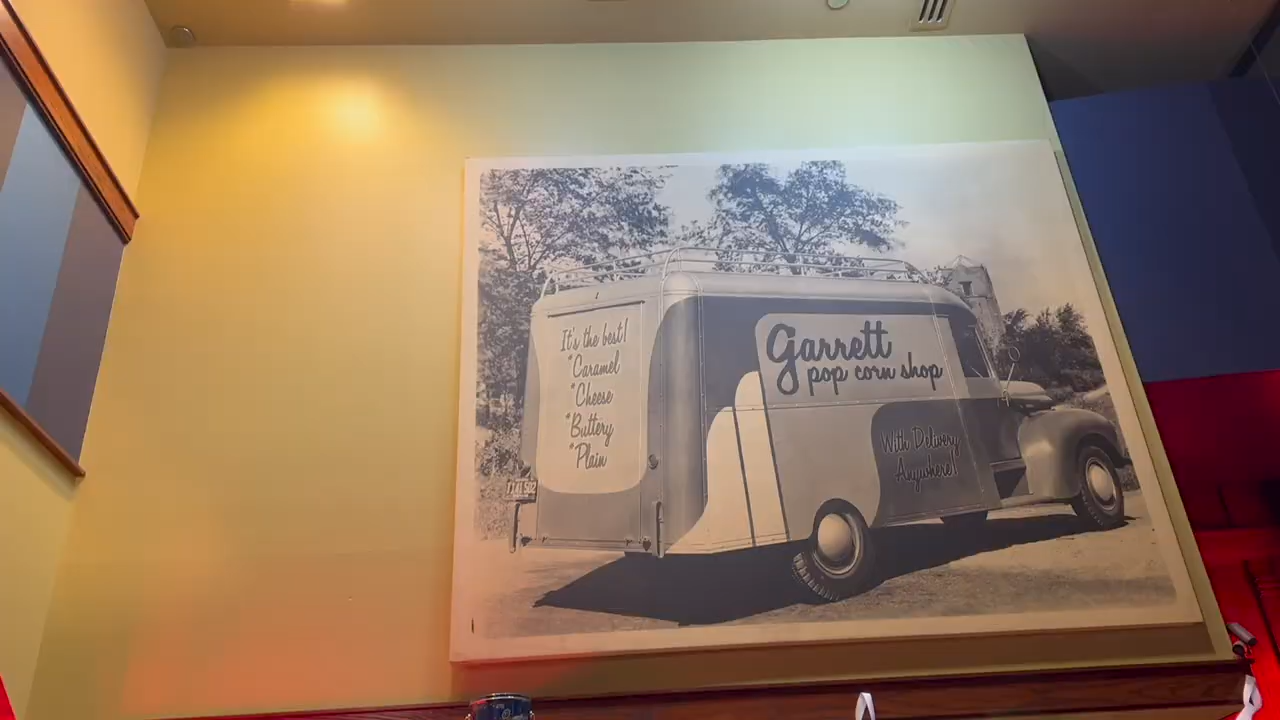 It's the best!
*Caramel
*Cheese
*Buttery
*Plain
Garrett
pop corn shop
With Delivery
Anywhere!